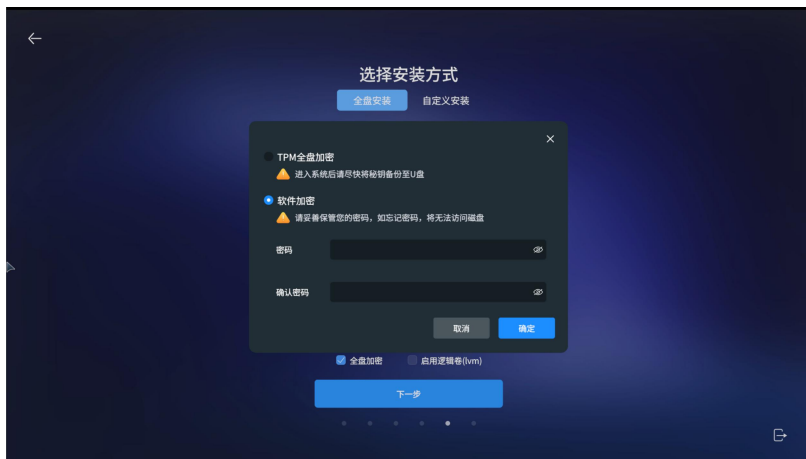 选择安装方式
全盘安装 自定义安装
TPM全盘加密
进入系统后请尽快将秘钥备份至U盘
软件加密
请妥善保管您的密码，如忘记密码，将无法访问磁盘
密码
确认密码
取消 确定
全盘加密 启用逻辑卷(lvm)
下一步